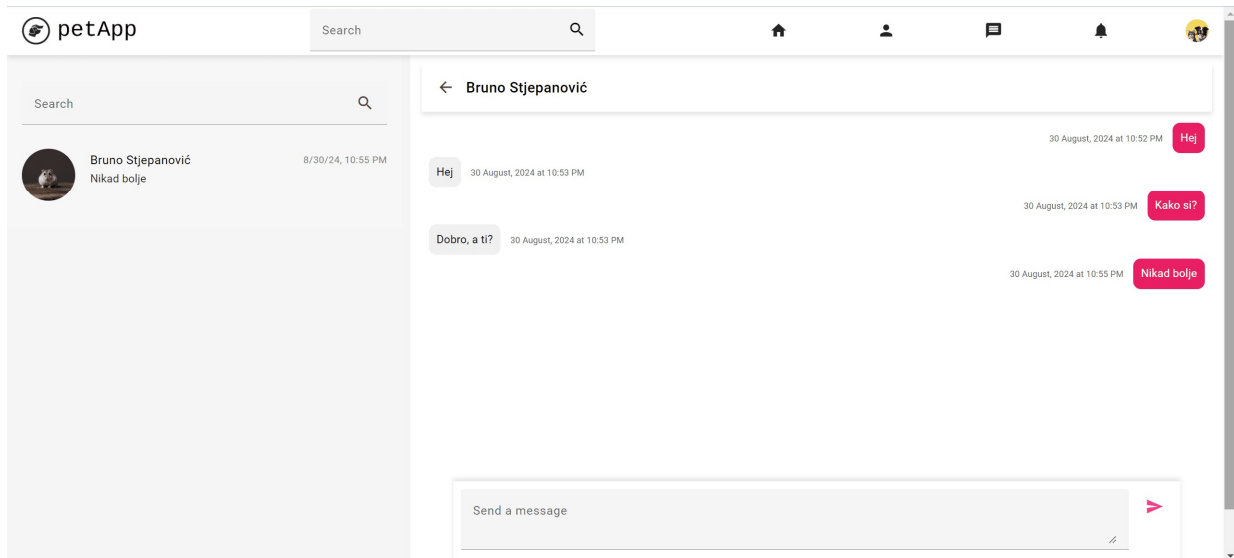 petApp
Search
Search
Bruno Stjepanović
8/30/24, 10:55 PM
Nikad bolje
Bruno Stjepanović
30 August, 2024 at 10:52 PM Hej
Hej 30 August, 2024 at 10:53 PM
30 August, 2024 at 10:53 PM Kako si?
Dobro, a ti? 30 August, 2024 at 10:53 PM
30 August, 2024 at 10:55 PM Nikad bolje
Send a message